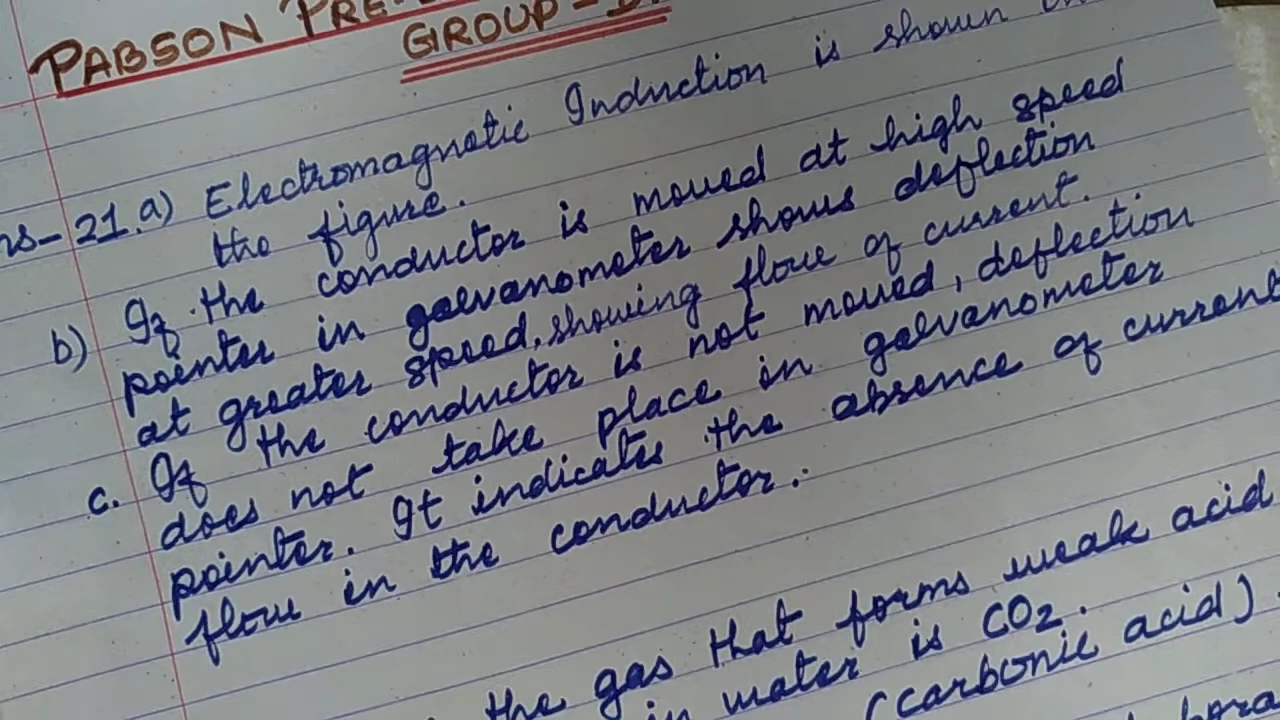 PABSON PRE-
GROUP-
ns-21.a) Electromagnetic Induction is shown in
the figure.
b) If the conductor is moved at high speed
pointer in galvanometer shows deflection
at greater speed, showing flow of current.
c. If the conductor is not moved, deflection
does not take place in galvanometer
pointer. It indicates the absence of current
flow in the conductor.
the gas that forms weak acid
in water is CO2.
(carbonic acid).